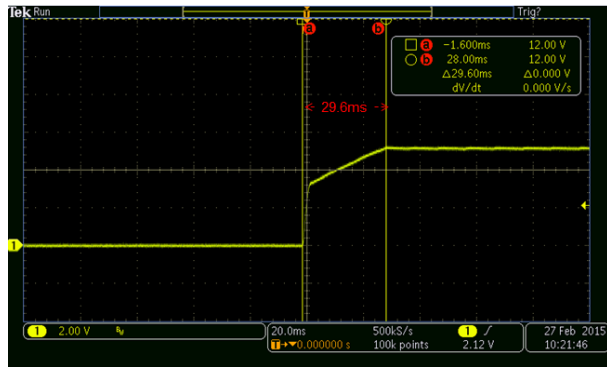 Tek Run Trig?
T
a b
a -1.600ms 12.00 V
b 28.00ms 12.00 V
Δ29.60ms Δ0.000 V
dV/dt 0.000 V/s
29.6ms
1
1 2.00 V BW 20.0ms 500kS/s 1 27 Feb 2015
T→▼0.000000 s 100k points 2.12 V 10:21:46